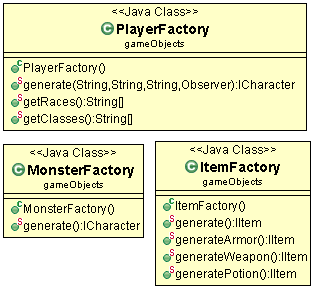 <<Java Class>>
PlayerFactory
gameObjects
PlayerFactory()
generate(String,String,String,Observer):ICharacter
getRaces():String[]
getClasses():String[]
<<Java Class>>
MonsterFactory
gameObjects
MonsterFactory()
generate():ICharacter
<<Java Class>>
ItemFactory
gameObjects
ItemFactory()
generate():IItem
generateArmor():IItem
generateWeapon():IItem
generatePotion():IItem